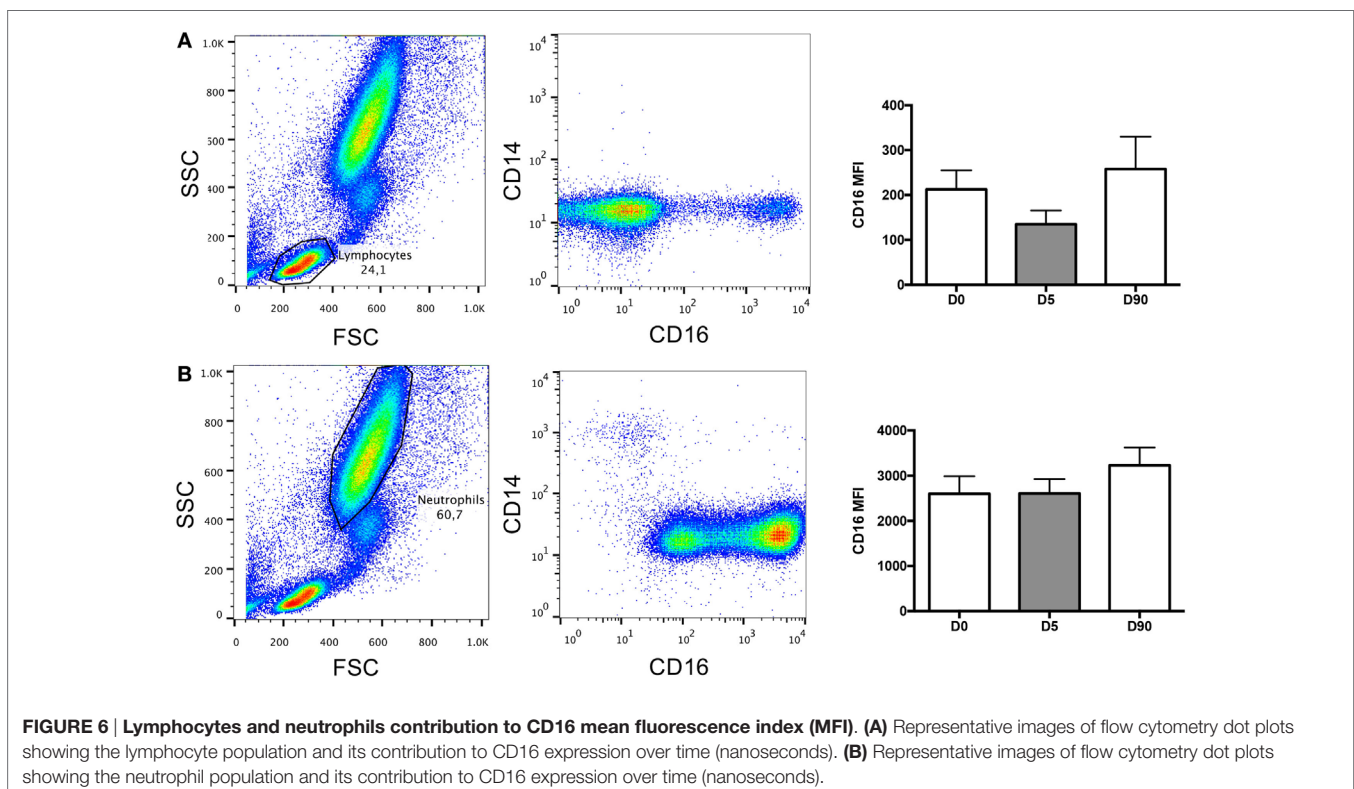 A
1.0K
800
600
400
200
0
SSC
Lymphocytes
24,1
0 200 400 600 800 1.0K
FSC
10^4
10^3
10^2
10^1
10^0
CD14
10^0 10^1 10^2 10^3 10^4
CD16
400
300
200
100
0
CD16 MFI
D0 D5 D90
B
1.0K
800
600
400
200
0
SSC
Neutrophils
60,7
0 200 400 600 800 1.0K
FSC
10^4
10^3
10^2
10^1
10^0
CD14
10^0 10^1 10^2 10^3 10^4
CD16
4000
3000
2000
1000
0
CD16 MFI
D0 D5 D90
FIGURE 6 | Lymphocytes and neutrophils contribution to CD16 mean fluorescence index (MFI). (A) Representative images of flow cytometry dot plots
showing the lymphocyte population and its contribution to CD16 expression over time (nanoseconds). (B) Representative images of flow cytometry dot plots
showing the neutrophil population and its contribution to CD16 expression over time (nanoseconds).